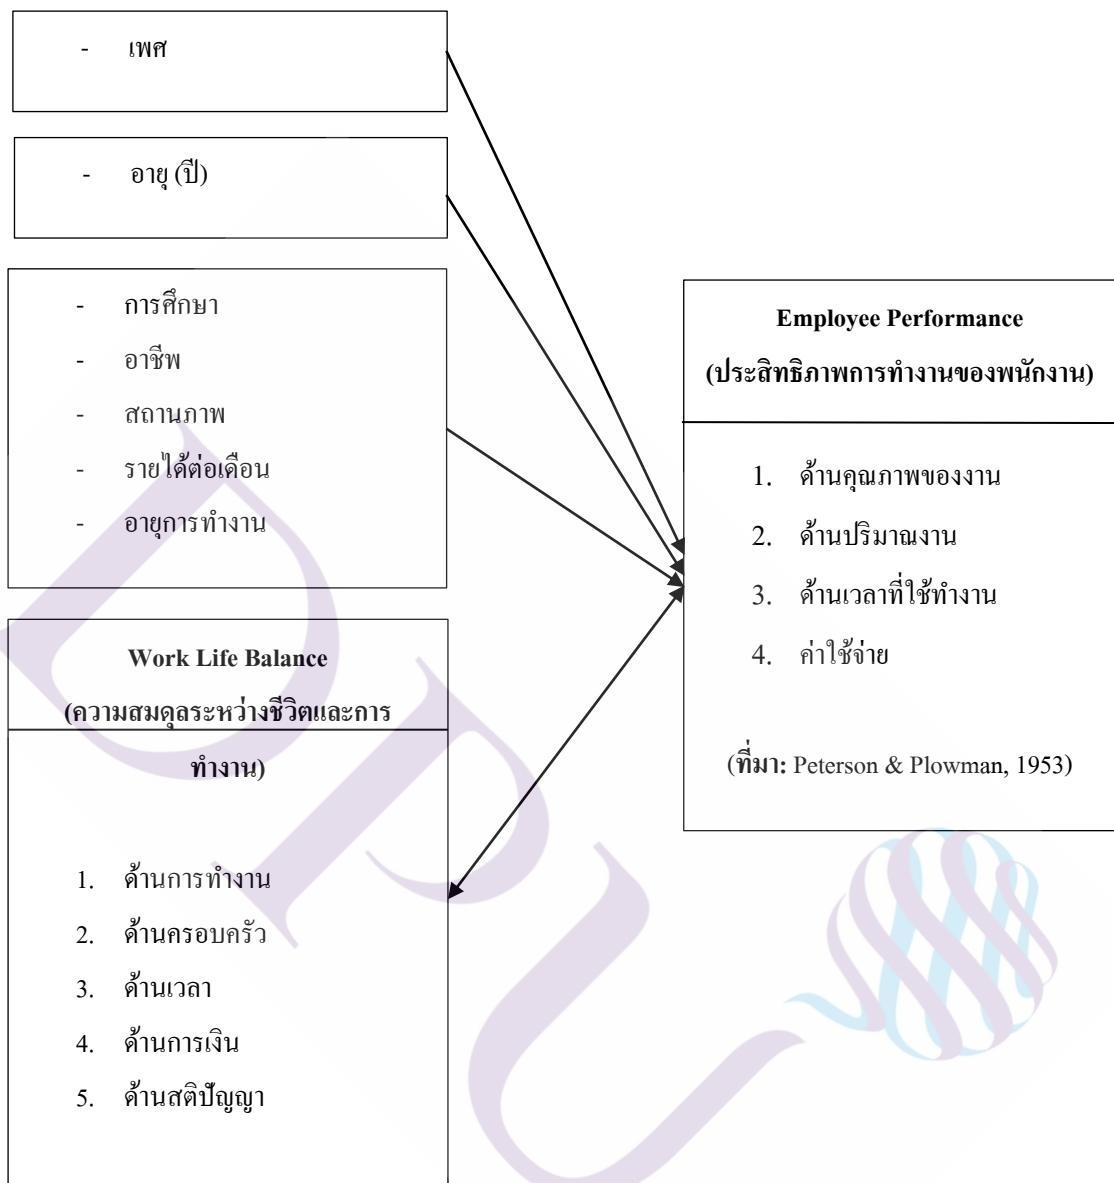 - เพศ
- อายุ (ปี)
- การศึกษา
- อาชีพ
- สถานภาพ
- รายได้ต่อเดือน
- อายุการทำงาน
Work Life Balance
(ความสมดุลระหว่างชีวิตและการ
ทำงาน)
1. ด้านการทำงาน
2. ด้านครอบครัว
3. ด้านเวลา
4. ด้านการเงิน
5. ด้านสติปัญญา
Employee Performance
(ประสิทธิภาพการทำงานของพนักงาน)
1. ด้านคุณภาพของงาน
2. ด้านปริมาณงาน
3. ด้านเวลาที่ใช้ทำงาน
4. ค่าใช้จ่าย
(ที่มา: Peterson & Plowman, 1953)
DPU